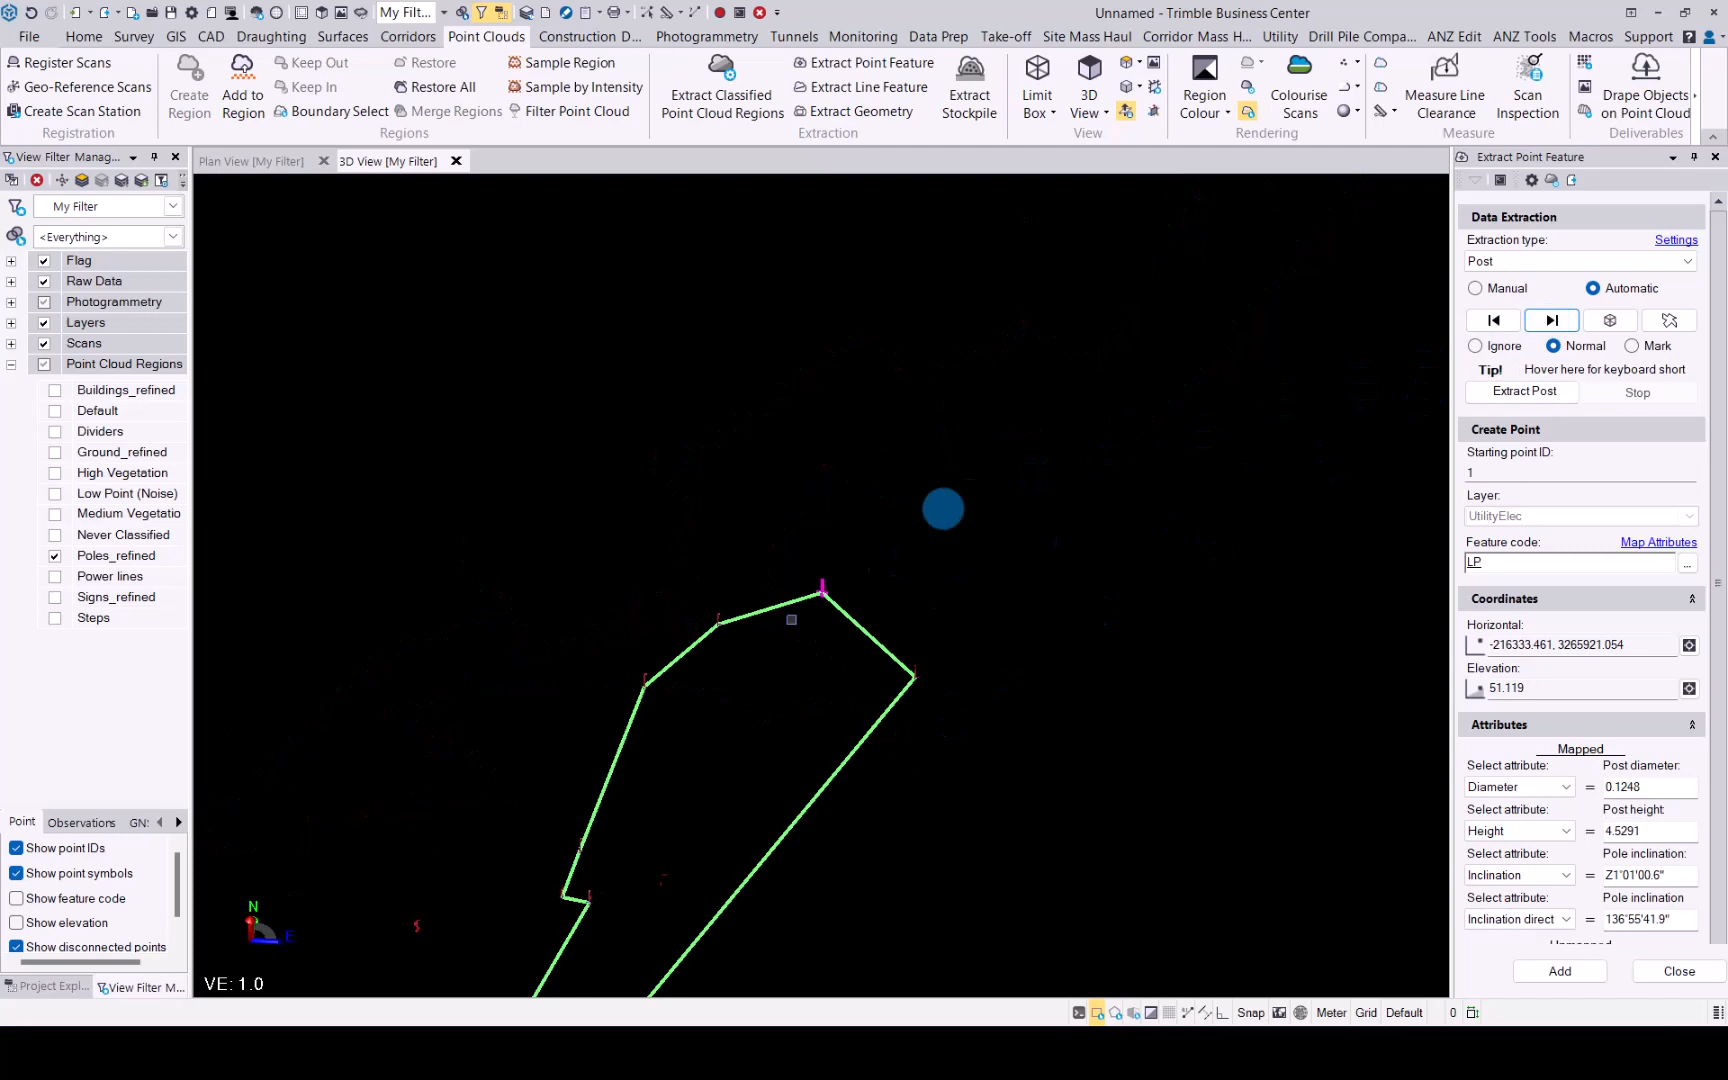 My Filt...
Unnamed - Trimble Business Center
File
Home
Survey
GIS
CAD
Draughting
Surfaces
Corridors
Point Clouds
Construction D...
Photogrammetry
Tunnels
Monitoring
Data Prep
Take-off
Site Mass Haul
Corridor Mass H...
Utility
Drill Pile Compa...
ANZ Edit
ANZ Tools
Macros
Support
Register Scans
Geo-Reference Scans
Create Scan Station
Registration
Create
Region
Add to
Region
Keep Out
Keep In
Boundary Select
Restore
Restore All
Merge Regions
Sample Region
Sample by Intensity
Filter Point Cloud
Regions
Extract Classified
Point Cloud Regions
Extract Point Feature
Extract Line Feature
Extract Geometry
Extract
Stockpile
Extraction
Limit
Box
3D
View
View
Region
Colour
Colourise
Scans
Rendering
Measure Line
Clearance
Scan
Inspection
Measure
Drape Objects
on Point Cloud
Deliverables
View Filter Manag...
My Filter
<Everything>
Flag
Raw Data
Photogrammetry
Layers
Scans
Point Cloud Regions
Buildings_refined
Default
Dividers
Ground_refined
High Vegetation
Low Point (Noise)
Medium Vegetatio
Never Classified
Poles_refined
Power lines
Signs_refined
Steps
Point
Observations
GN:
Show point IDs
Show point symbols
Show feature code
Show elevation
Show disconnected points
Project Expl...
View Filter M...
Plan View [My Filter]
3D View [My Filter]
N
E
VE: 1.0
Extract Point Feature
Data Extraction
Extraction type:
Settings
Post
Manual
Automatic
Ignore
Normal
Mark
Tip!
Hover here for keyboard short
Extract Post
Stop
Create Point
Starting point ID:
1
Layer:
UtilityElec
Feature code:
Map Attributes
LP
...
Coordinates
Horizontal:
-216333.461, 3265921.054
Elevation:
51.119
Attributes
Mapped
Select attribute:
Post diameter:
Diameter
=
0.1248
Select attribute:
Post height:
Height
=
4.5291
Select attribute:
Pole inclination:
Inclination
=
Z1°01'00.6"
Select attribute:
Pole inclination
Inclination direct
=
136°55'41.9"
Unmapped
Add
Close
Snap
Meter
Grid
Default
0